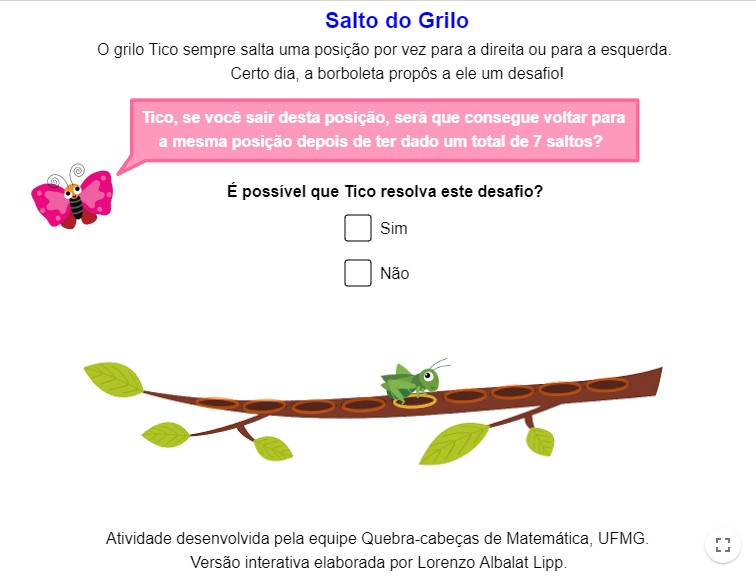 Salto do Grilo
O grilo Tico sempre salta uma posição por vez para a direita ou para a esquerda.
Certo dia, a borboleta propôs a ele um desafio!
Tico, se você sair desta posição, será que consegue voltar para
a mesma posição depois de ter dado um total de 7 saltos?
É possível que Tico resolva este desafio?
Sim
Não
Atividade desenvolvida pela equipe Quebra-cabeças de Matemática, UFMG.
Versão interativa elaborada por Lorenzo Albalat Lipp.